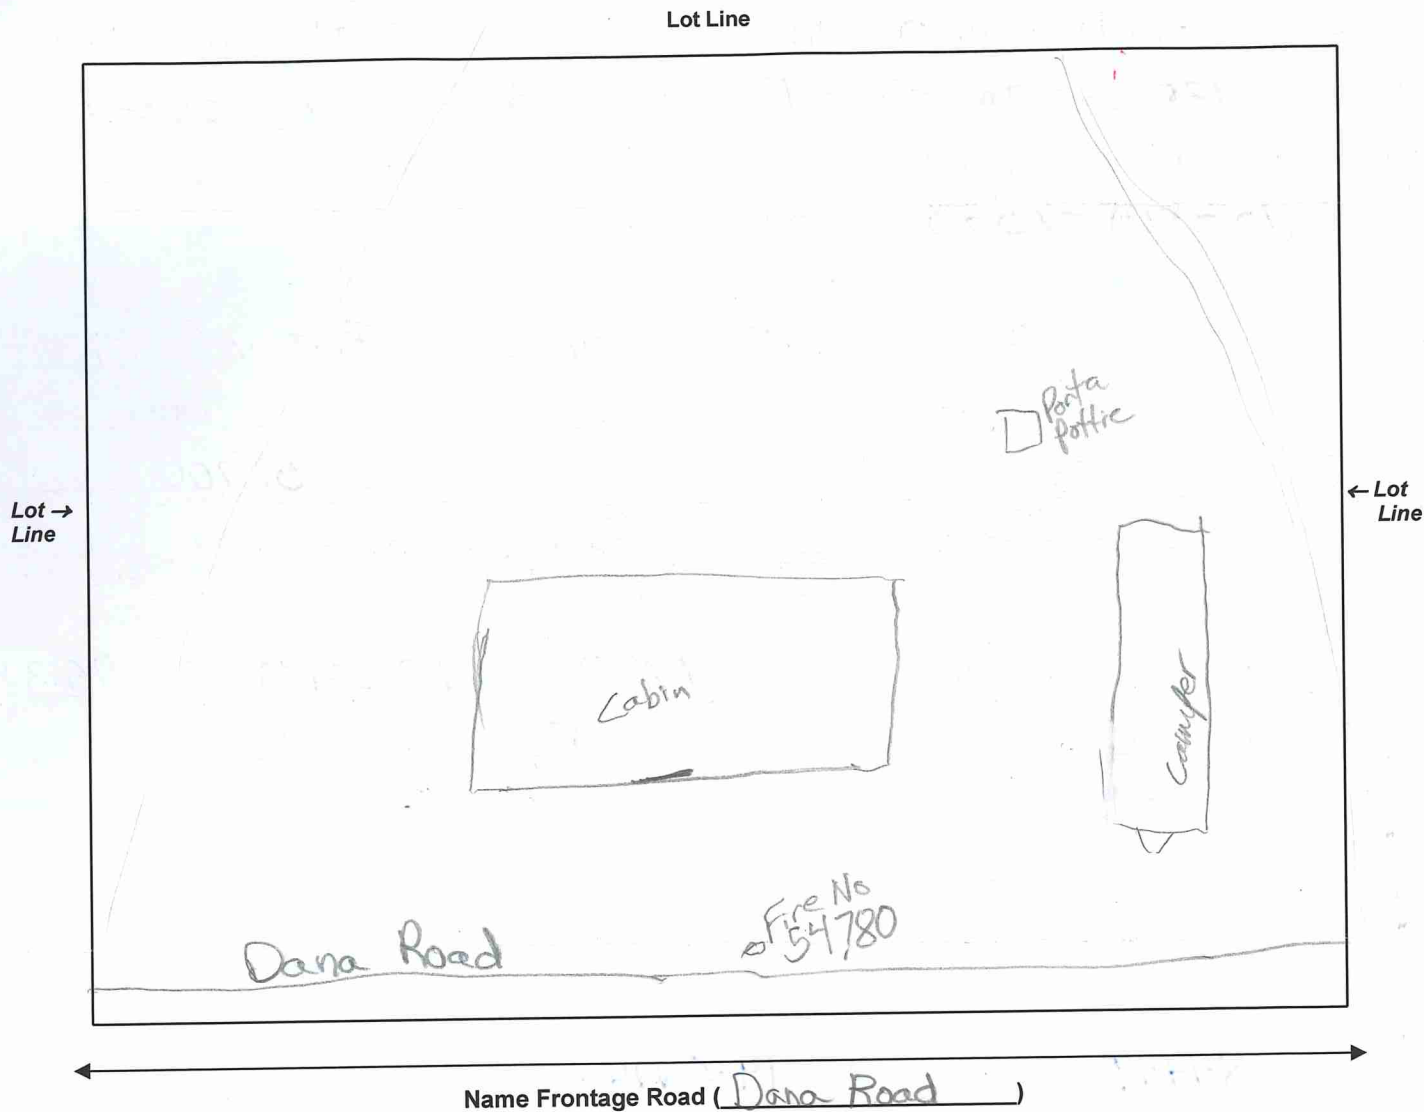 Lot Line
Porta
Pottie
Lot →
Line
← Lot
Line
Cabin
Camper
Fire No
54780
Dana Road
Name Frontage Road ( Dana Road )